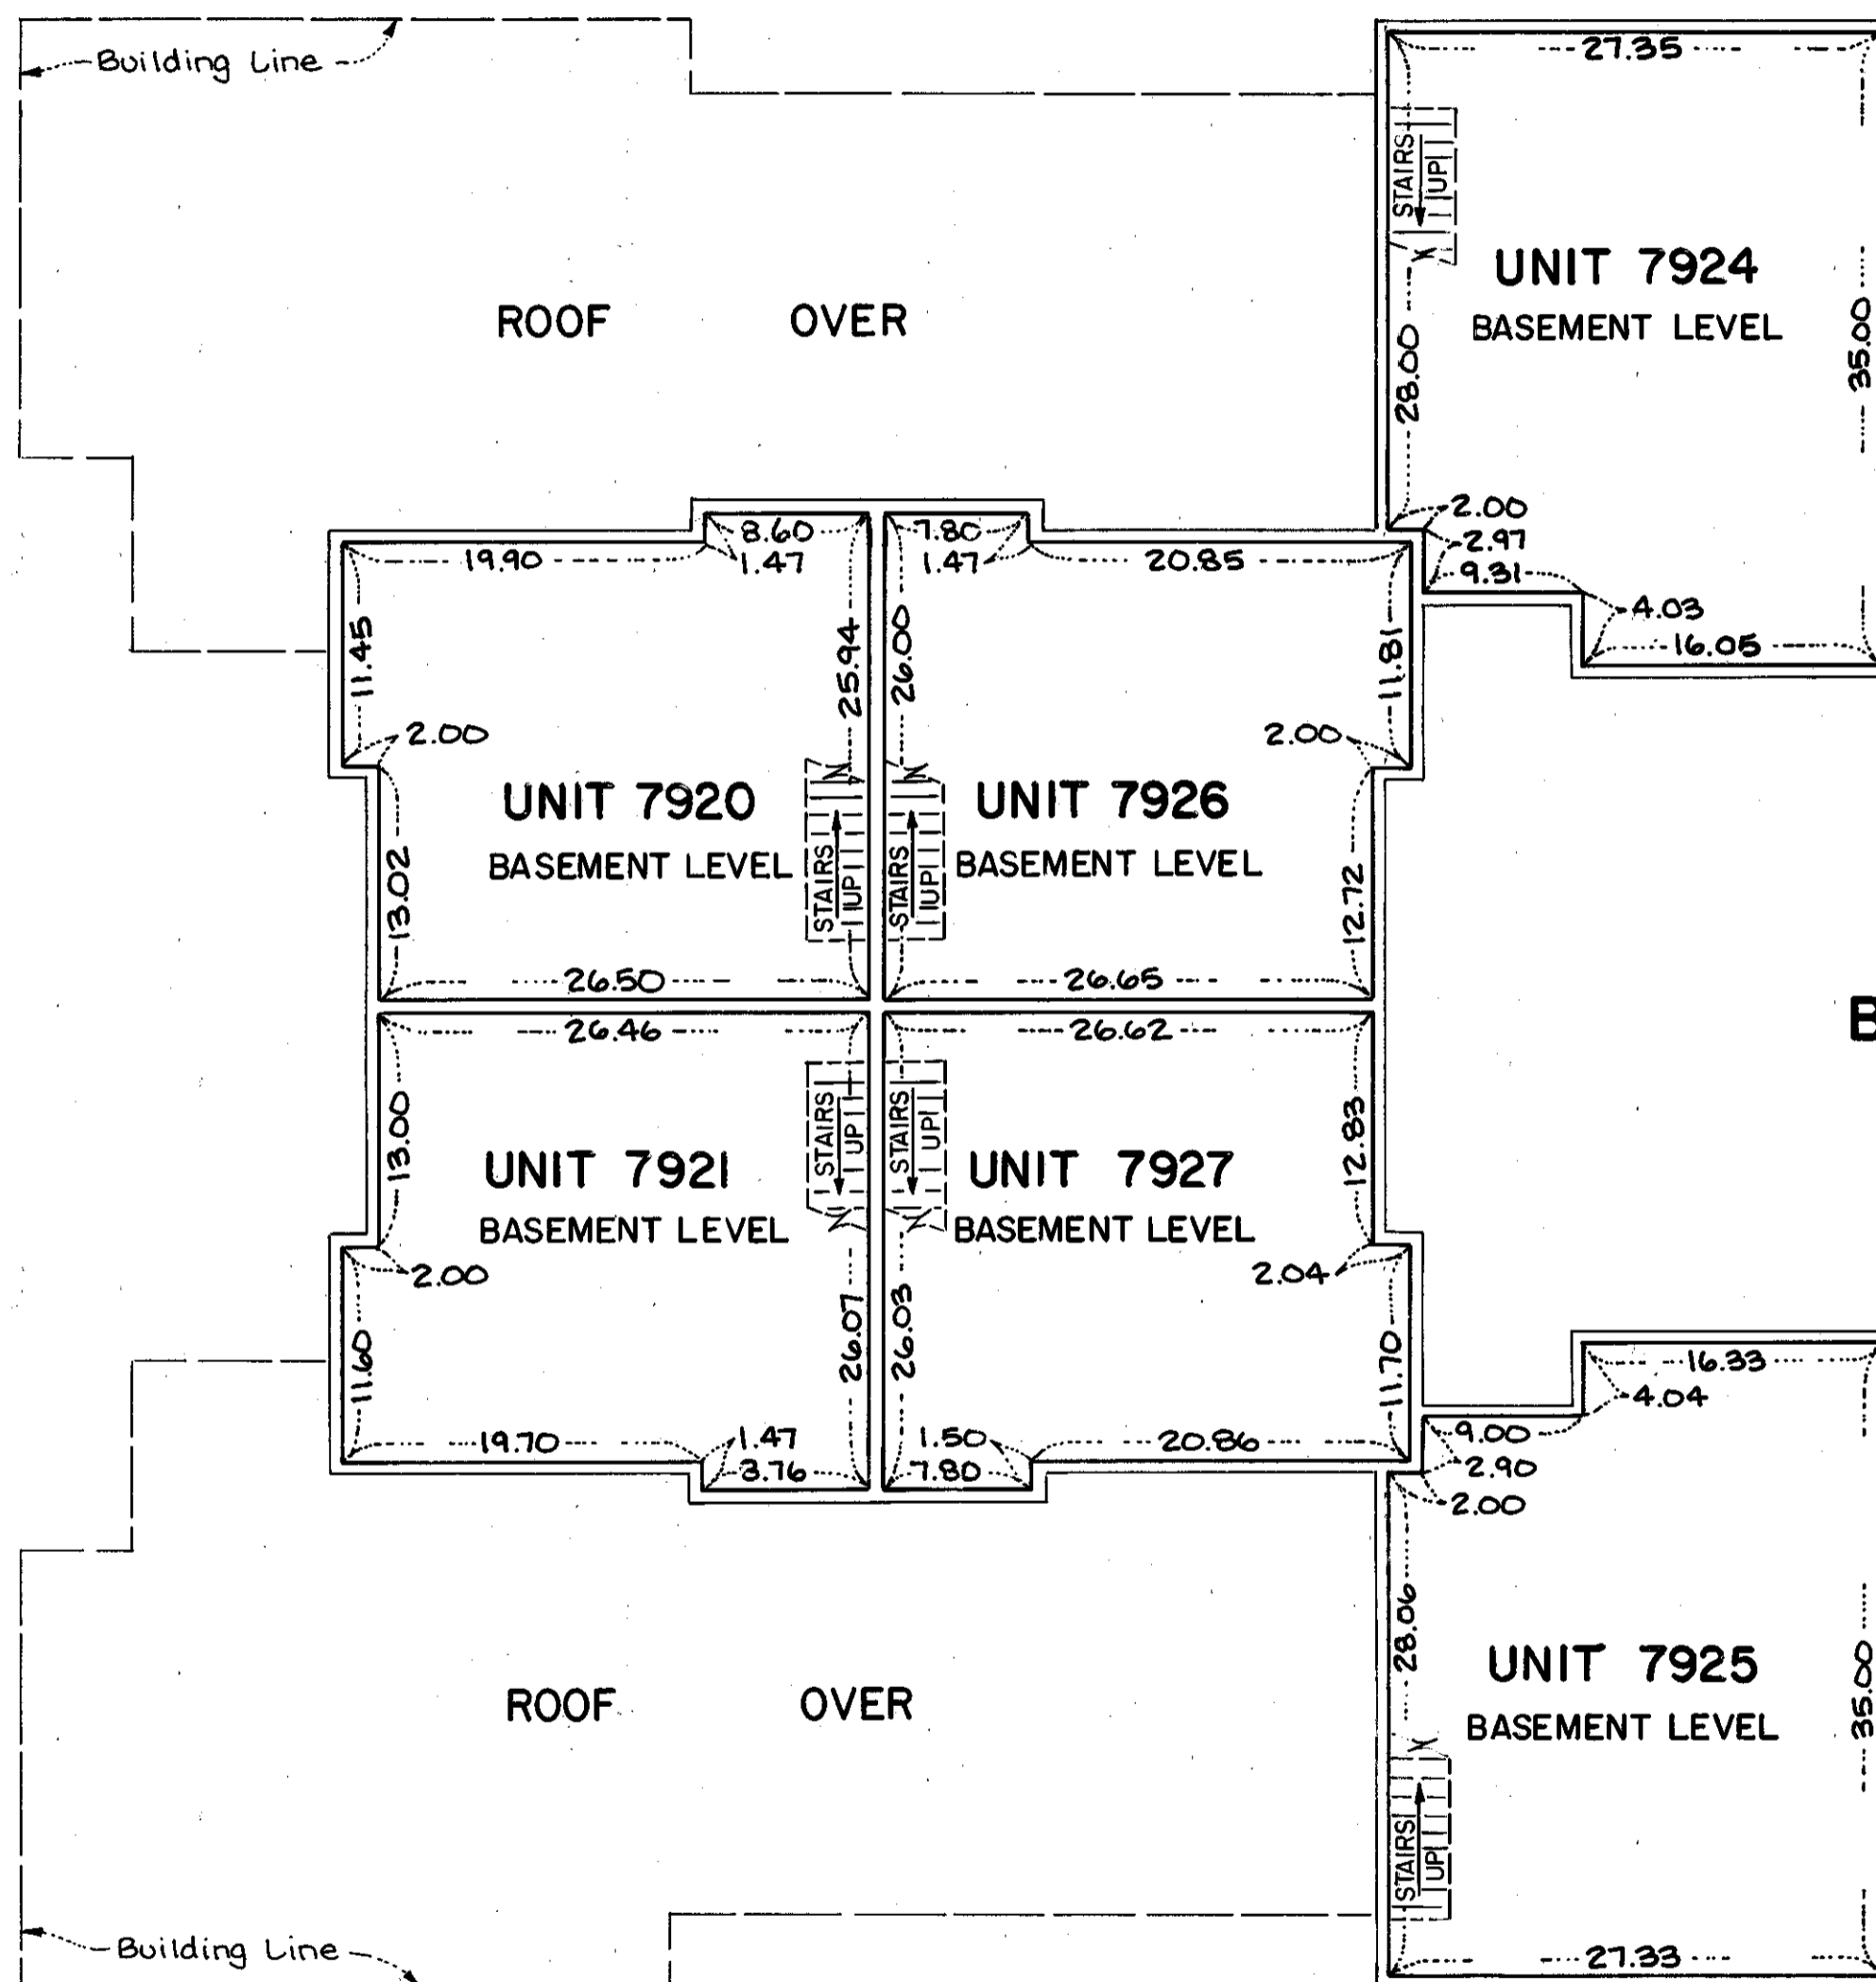 Building Line
27.35
STAIRS
UP
UNIT 7924
BASEMENT LEVEL
28.00
35.00
ROOF OVER
2.00
2.97
9.31
4.03
16.05
8.60
1.47
19.90
7.80
1.47
20.85
11.45
25.94
26.00
11.81
2.00
2.00
UNIT 7920
BASEMENT LEVEL
STAIRS
UP
STAIRS
UP
UNIT 7926
BASEMENT LEVEL
13.02
12.72
26.50
26.65
B
26.46
26.62
13.00
STAIRS
UP
STAIRS
UP
12.83
UNIT 7921
BASEMENT LEVEL
UNIT 7927
BASEMENT LEVEL
2.00
2.04
11.60
26.07
26.03
11.70
19.70
1.47
3.76
1.50
7.80
20.86
16.33
4.04
9.00
2.90
2.00
28.06
35.00
UNIT 7925
BASEMENT LEVEL
ROOF OVER
STAIRS
UP
Building Line
27.33